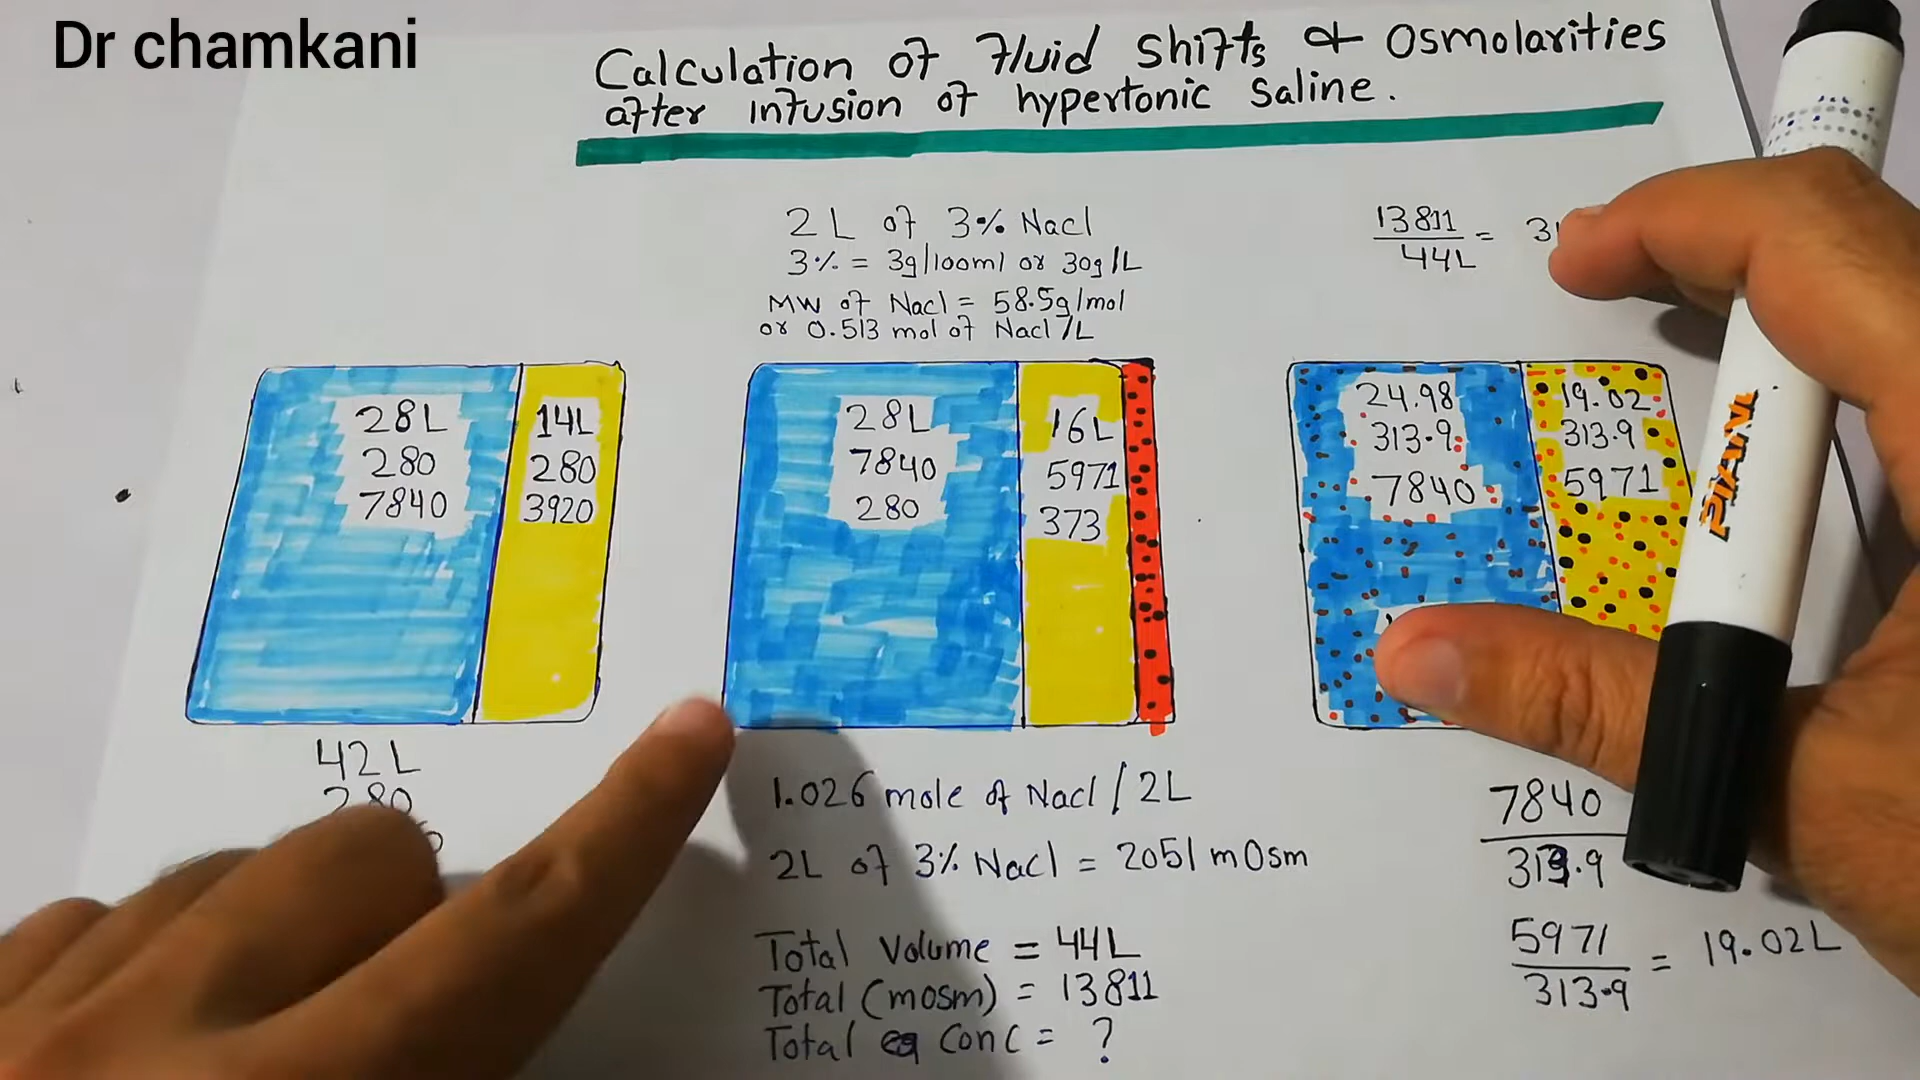 Dr chamkani
Calculation of Fluid Shifts & Osmolarities
after infusion of hypertonic saline.
2L of 3% Nacl
3% = 3g/100ml or 30g/L
MW of Nacl = 58.5g/mol
or 0.513 mol of Nacl/L
13811
44L
=
28L
280
7840
14L
280
3920
42L
280
28L
7840
280
16L
5971
373
1.026 mole of Nacl/2L
2L of 3% Nacl = 2051 mOsm
Total Volume = 44L
Total (mosm) = 13811
Total Conc = ?
24.98
313.9
7840
19.02
313.9
5971
7840
313.9
5971
313.9
= 19.02L
PIANO